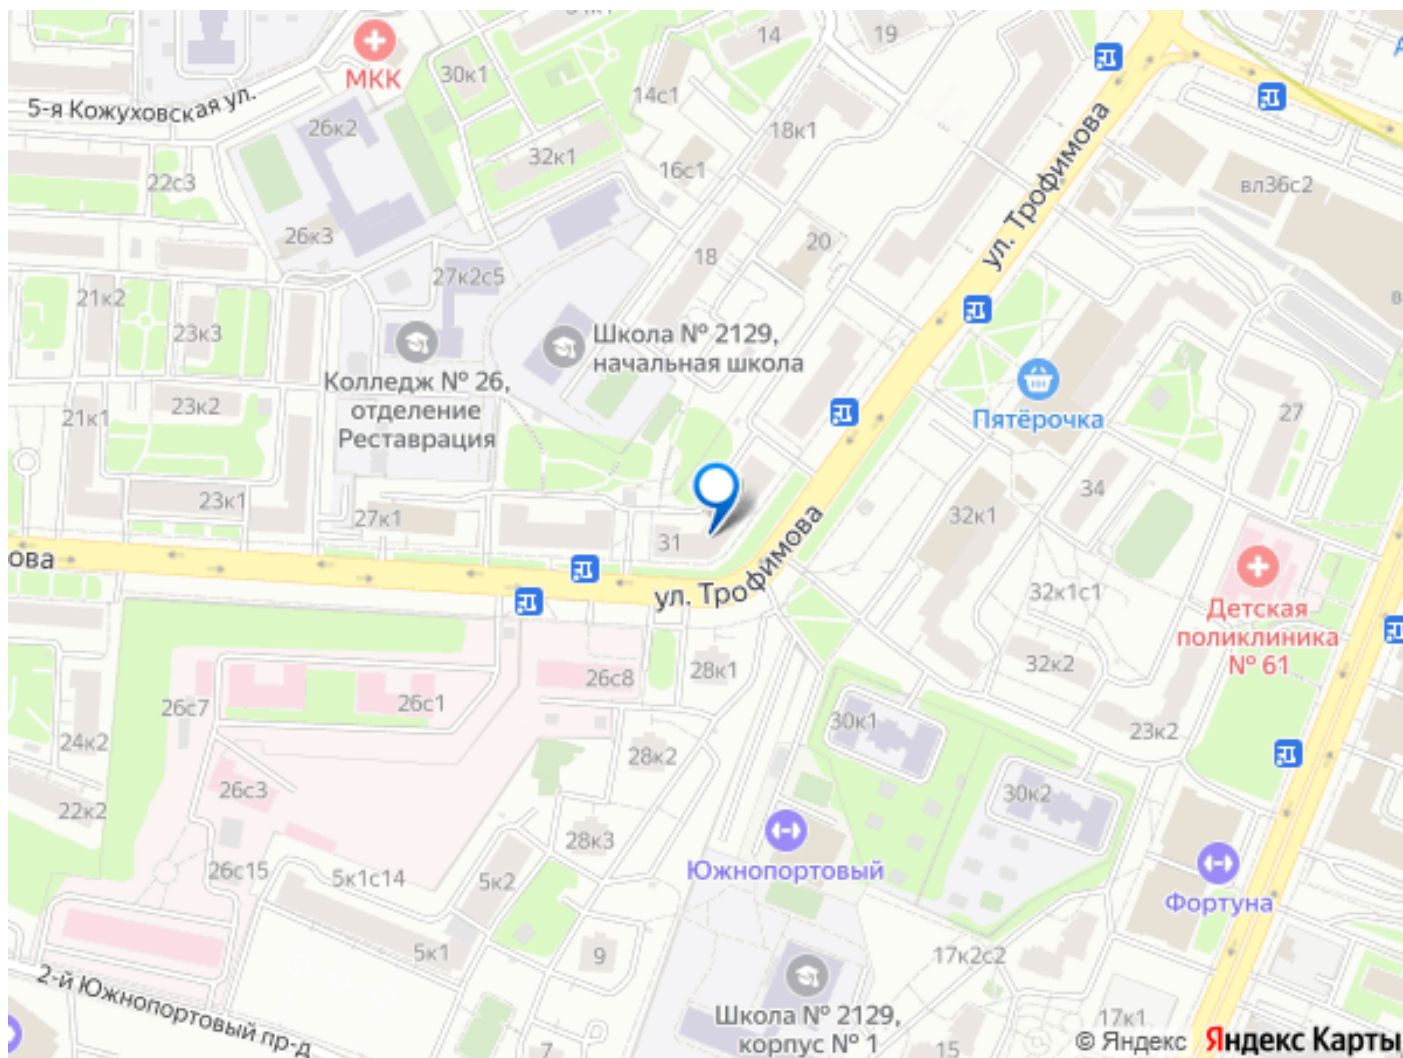 14
19
МКК
30к1
5-я Кожуховская ул.
14с1
26к2
18к1
ул. Трофимова
32к1
16с1
22с3
вл36с2
26к3
18
20
27к2с5
21к2
23к3
Школа № 2129,
начальная школа
Колледж № 26,
отделение
Реставрация
23к2
21к1
Пятёрочка
27
34
23к1
27к1
32к1
31
ова
ул. Трофимова
32к1с1
Детская
поликлиника
№ 61
32к2
28к1
26с8
26с7
26с1
30к1
23к2
24к2
28к2
26с3
30к2
22к2
28к3
Южнопортовый
26с15
5к1с14
5к2
Фортуна
5к1
9
17к2с2
2-й Южнопортовый пр-д
Школа № 2129,
корпус № 1
7
15
17к1
© Яндекс Яндекс Карты